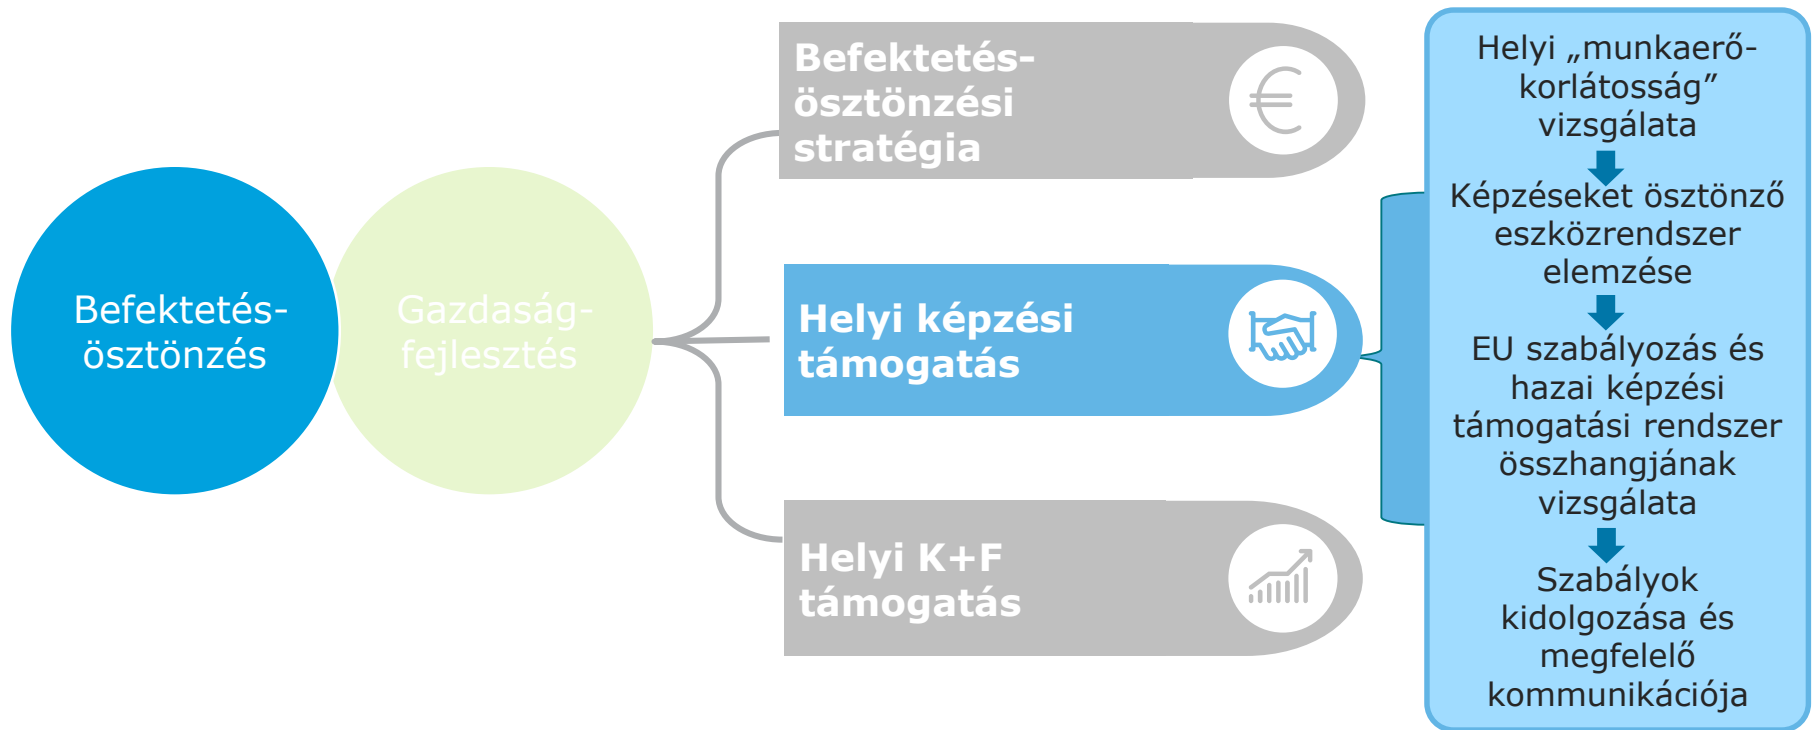 Befektetés-
ösztönzés
Gazdaság-
fejlesztés
Befektetés-
ösztönzési
stratégia
Helyi képzési
támogatás
Helyi K+F
támogatás
Helyi „munkaerő-
korlátosság”
vizsgálata
Képzéseket ösztönző
eszközrendszer
elemzése
EU szabályozás és
hazai képzési
támogatási rendszer
összhangjának
vizsgálata
Szabályok
kidolgozása és
megfelelő
kommunikációja